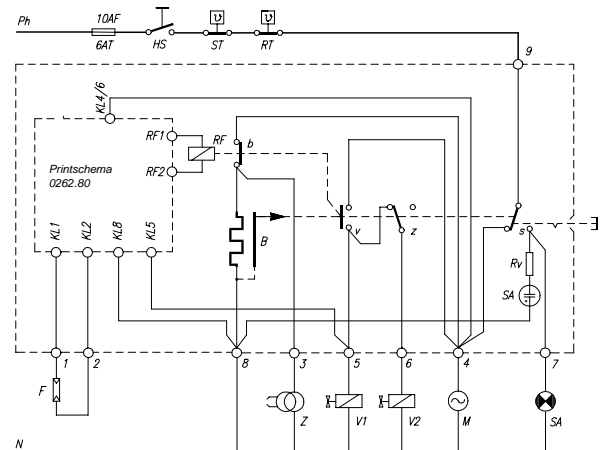 Ph
10AF
6AT
HS
ST
RT
9
KL4/6
RF1
RF
b
Printschema
0262.80
RF2
KL1
KL2
KL8
KL5
B
v
z
s
Rv
SA
1
2
8
3
5
6
4
7
F
Z
V1
V2
M
SA
N